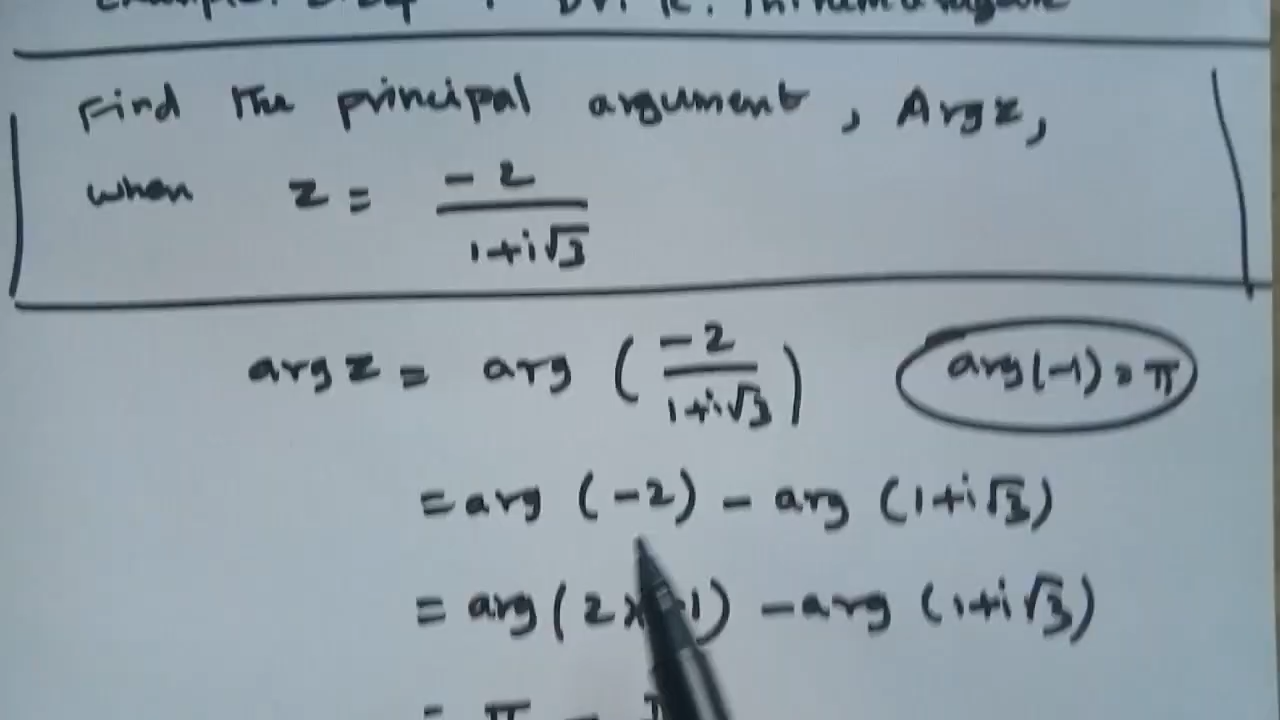 Find the principal argument, Arg z,
when z = -2 / 1+i√3
arg z = arg (-2 / 1+i√3) arg(-1) = π
= arg (-2) - arg (1+i√3)
= arg(2x-1) - arg (1+i√3)
= π -